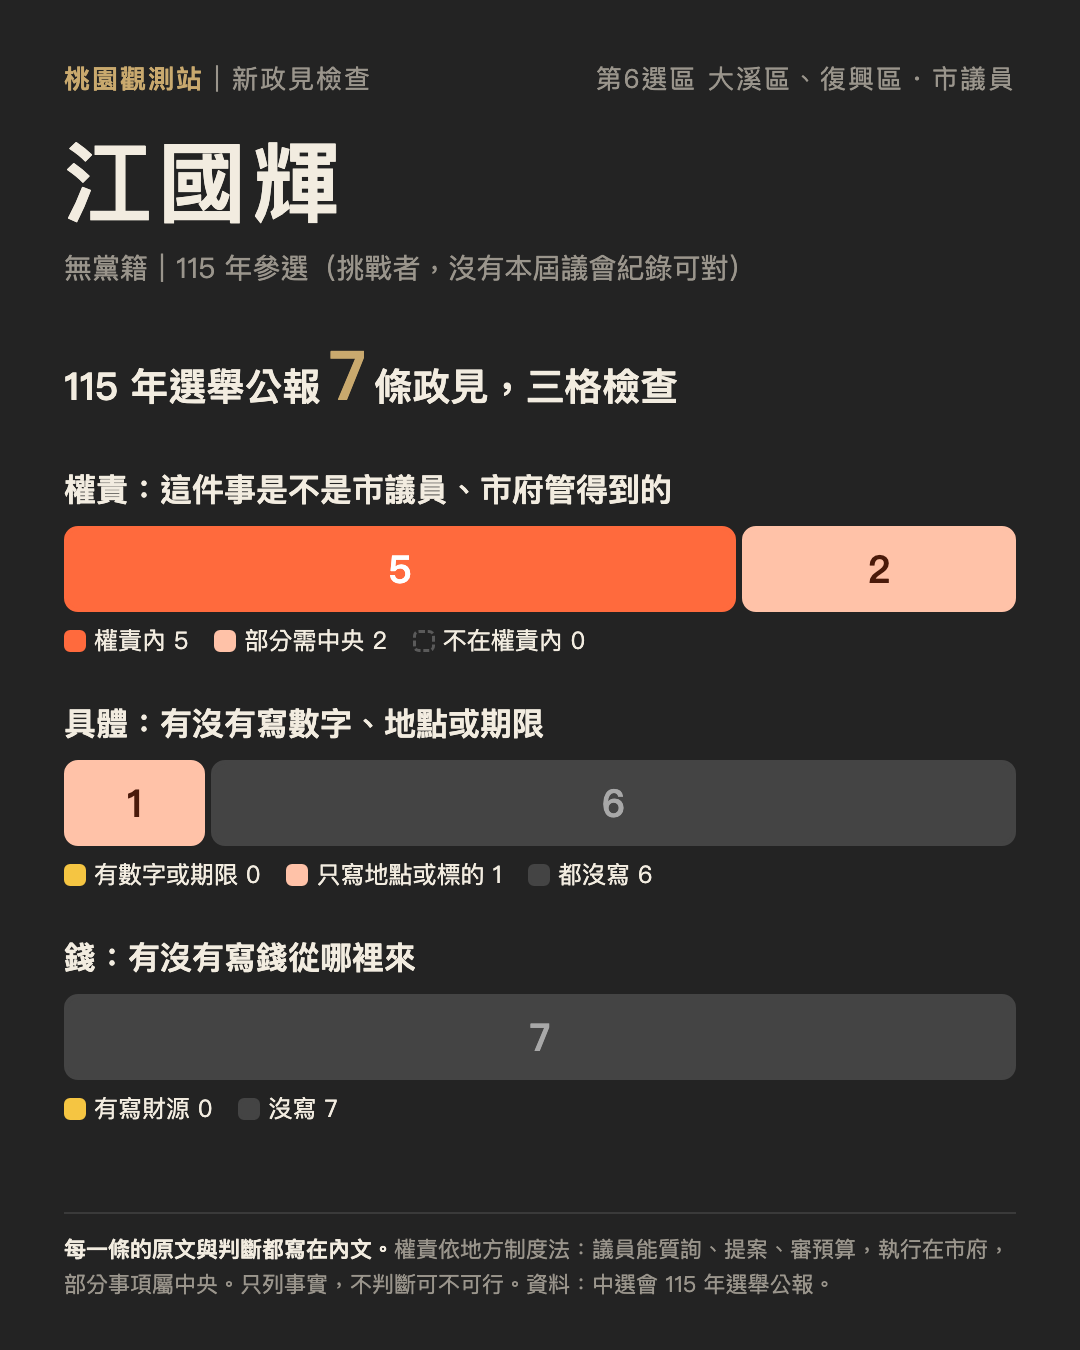 桃園觀測站｜新政見檢查
第6選區 大溪區、復興區・市議員
江國輝
無黨籍｜115 年參選（挑戰者，沒有本屆議會紀錄可對）
115 年選舉公報 7 條政見，三格檢查
權責：這件事是不是市議員、市府管得到的
5
2
權責內 5 部分需中央 2 不在權責內 0
具體：有沒有寫數字、地點或期限
1
6
有數字或期限 0 只寫地點或標的 1 都沒寫 6
錢：有沒有寫錢從哪裡來
7
有寫財源 0 沒寫 7
每一條的原文與判斷都寫在內文。權責依地方制度法：議員能質詢、提案、審預算，執行在市府，
部分事項屬中央。只列事實，不判斷可不可行。資料：中選會 115 年選舉公報。